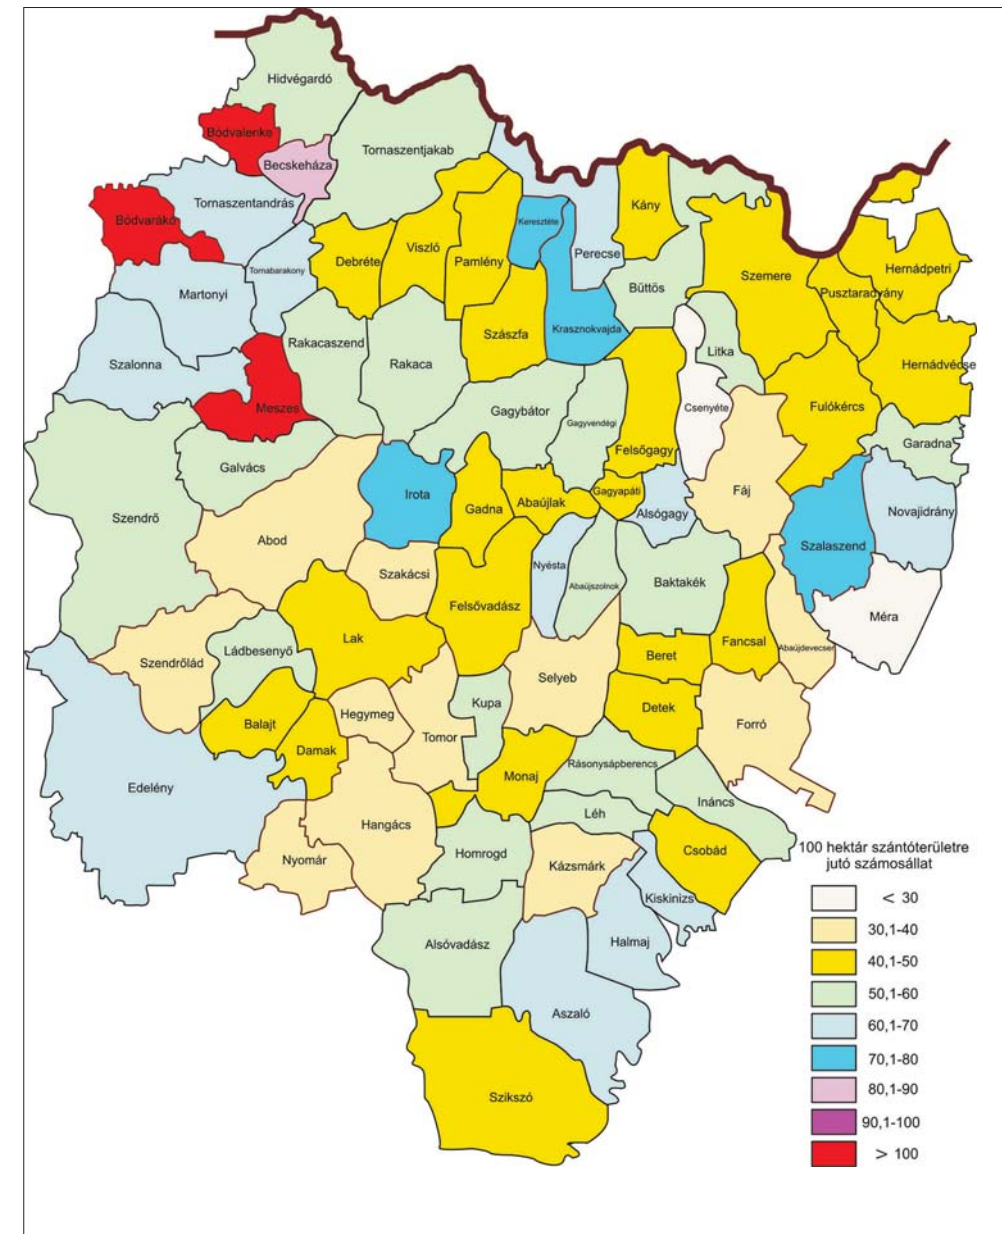 Hidvégardó
Bódvalenke
Becskeháza
Tornaszentjakab
Tornaszentandrás
Bódvarákó
Kány
Keresztéte
Viszló
Debréte
Pamlény
Perecse
Szemere
Hernádpetri
Tornabarakony
Martonyi
Büttös
Pusztaradvány
Krasznokvajda
Szászfa
Rakacaszend
Litka
Szalonna
Rakaca
Hernádvécse
Meszes
Gagybátor
Csenyéte
Fulókércs
Gagyvendégi
Garadna
Felsőgagy
Galvács
Irota
Gagyapáti
Fáj
Abaújlak
Gadna
Alsógagy
Novajidrány
Szendrő
Abod
Szalaszend
Nyésta
Szakácsi
Abaújszolnok
Baktakék
Felsővadász
Méra
Lak
Fancsal
Abaújdevecser
Ládbesenyő
Beret
Szendrőlád
Selyeb
Kupa
Detek
Hegymeg
Balajt
Forró
Tomor
Damak
Rásonysápberencs
Monaj
Edelény
Ináncs
Léh
Hangács
Csobád
Homrogd
Nyomár
Kázsmárk
Kiskinizs
Alsóvadász
Halmaj
Aszaló
Szikszó
100 hektár szántóterületre
jutó számosállat
< 30
30,1-40
40,1-50
50,1-60
60,1-70
70,1-80
80,1-90
90,1-100
> 100